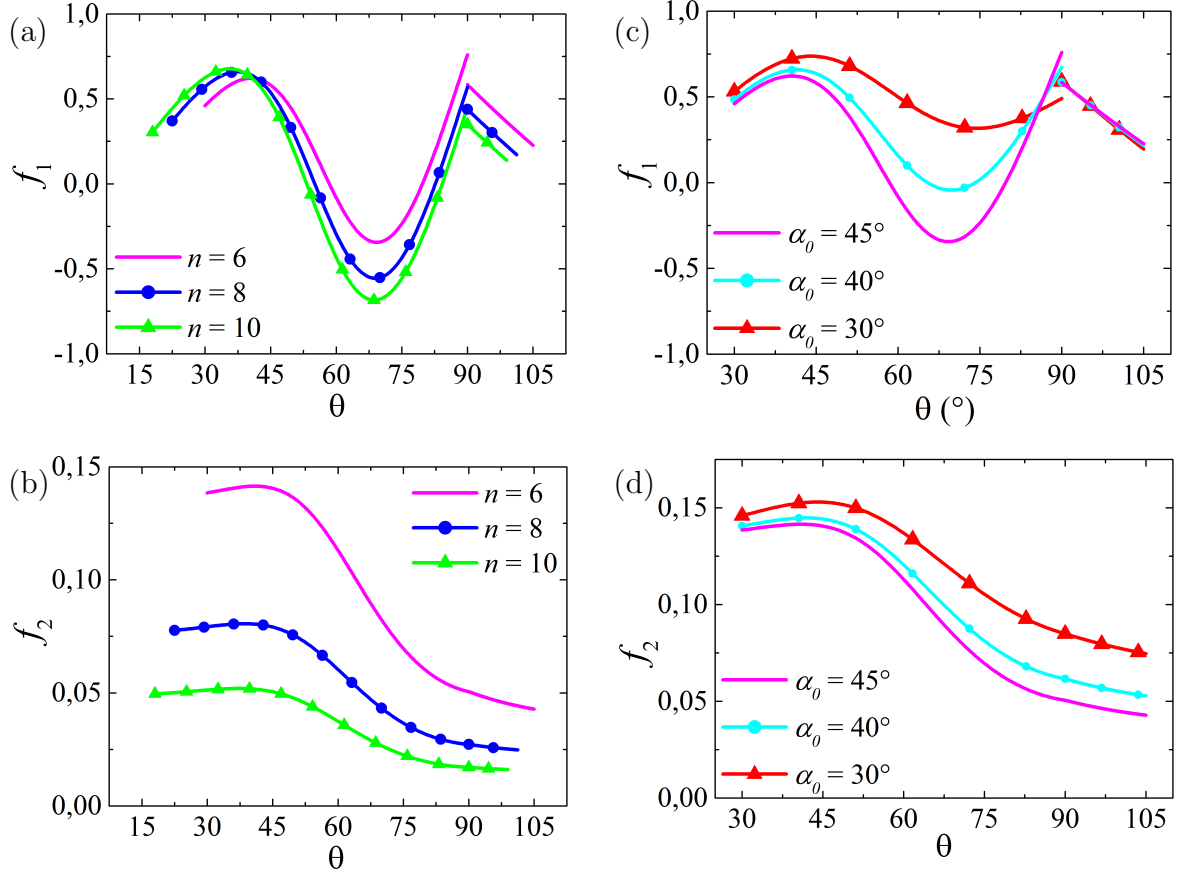 (a)
1,0
0,5
0,0
-0,5
-1,0
f1
n = 6
n = 8
n = 10
15 30 45 60 75 90 105
θ
(c)
1,0
0,5
0,0
-0,5
-1,0
f1
α0 = 45°
α0 = 40°
α0 = 30°
30 45 60 75 90 105
θ (°)
(b)
0,15
0,10
0,05
0,00
f2
n = 6
n = 8
n = 10
15 30 45 60 75 90 105
θ
(d)
0,15
0,10
0,05
0,00
f2
α0 = 45°
α0 = 40°
α0 = 30°
30 45 60 75 90 105
θ